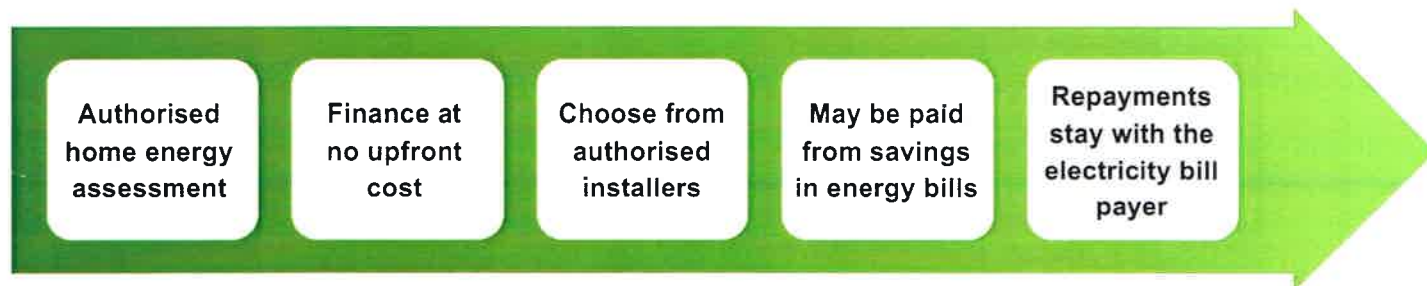 Authorised
home energy
assessment
Finance at
no upfront
cost
Choose from
authorised
installers
May be paid
from savings
in energy bills
Repayments
stay with the
electricity bill
payer